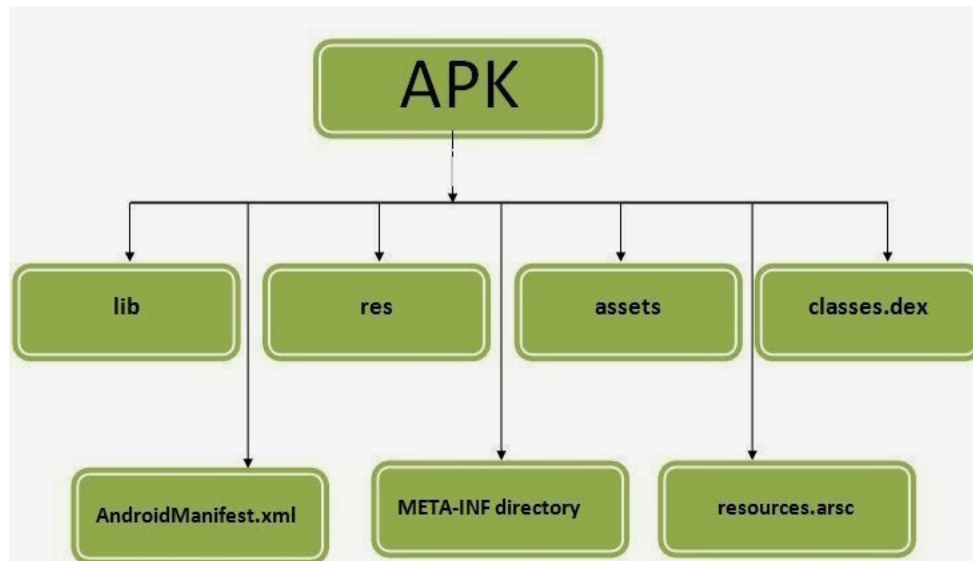 APK
lib
res
assets
classes.dex
AndroidManifest.xml
META-INF directory
resources.arsc